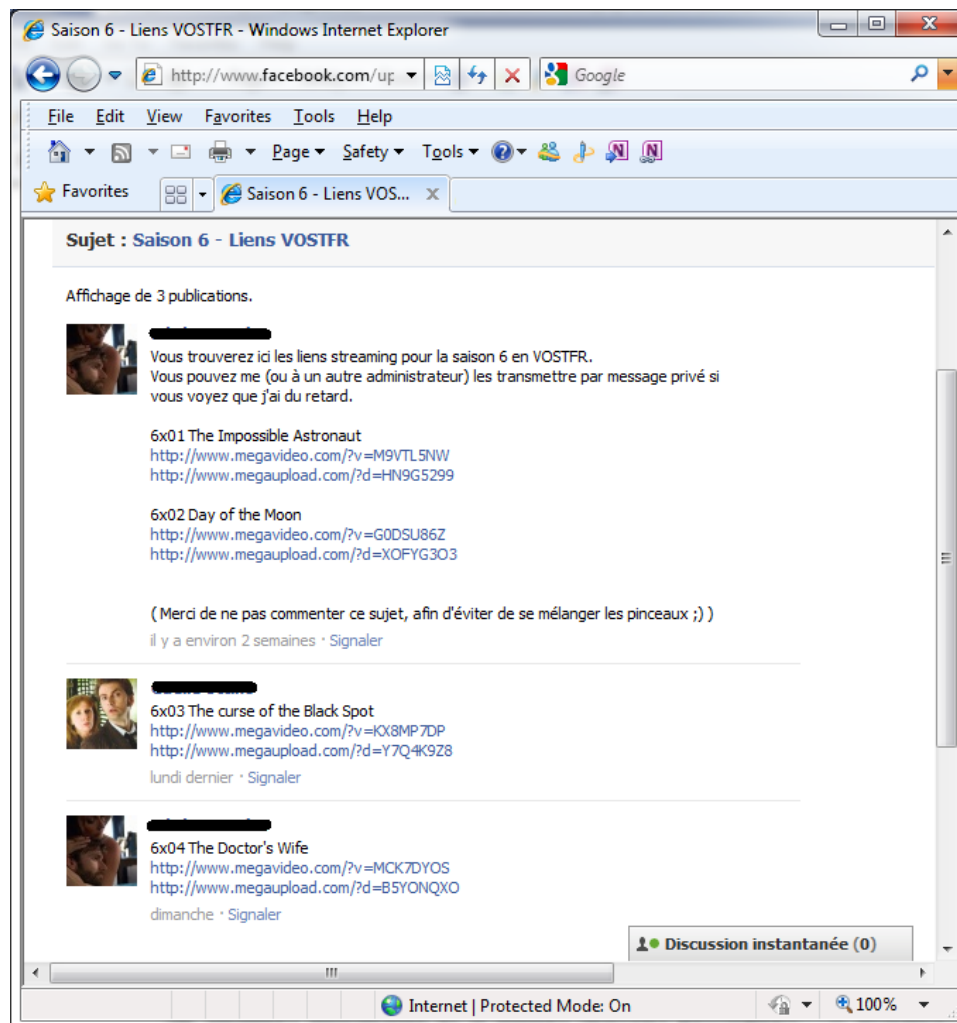 Saison 6 - Liens VOSTFR - Windows Internet Explorer
http://www.facebook.com/up
Google
File Edit View Favorites Tools Help
Page Safety Tools
Favorites
Saison 6 - Liens VOS...
Sujet : Saison 6 - Liens VOSTFR
Affichage de 3 publications.
Vous trouverez ici les liens streaming pour la saison 6 en VOSTFR.
Vous pouvez me (ou à un autre administrateur) les transmettre par message privé si
vous voyez que j'ai du retard.
6x01 The Impossible Astronaut
http://www.megavideo.com/?v=M9VTL5NW
http://www.megaupload.com/?d=HN9G5299
6x02 Day of the Moon
http://www.megavideo.com/?v=G0DSU86Z
http://www.megaupload.com/?d=XOFYG3O3
( Merci de ne pas commenter ce sujet, afin d'éviter de se mélanger les pinceaux ;) )
il y a environ 2 semaines · Signaler
6x03 The curse of the Black Spot
http://www.megavideo.com/?v=KX8MP7DP
http://www.megaupload.com/?d=Y7Q4K9Z8
lundi dernier · Signaler
6x04 The Doctor's Wife
http://www.megavideo.com/?v=MCK7DYOS
http://www.megaupload.com/?d=B5YONQXO
dimanche · Signaler
Discussion instantanée (0)
Internet | Protected Mode: On
100%